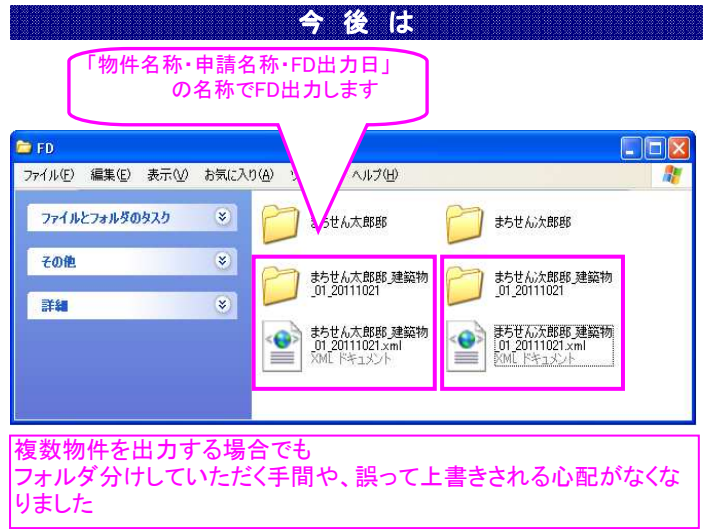 今 後 は
「物件名称・申請名称・FD出力日」
の名称でFD出力します
FD
ファイル(F) 編集(E) 表示(V) お気に入り(A) ヘルプ(H)
ファイルとフォルダのタスク
その他
詳細
まちせん太郎邸
まちせん次郎邸
まちせん太郎邸_建築物
_01_20111021
まちせん次郎邸_建築物
_01_20111021
まちせん太郎邸_建築物
_01_20111021.xml
XML ドキュメント
まちせん次郎邸_建築物
_01_20111021.xml
XML ドキュメント
複数物件を出力する場合でも
フォルダ分けしていただく手間や、誤って上書きされる心配がなくな
りました